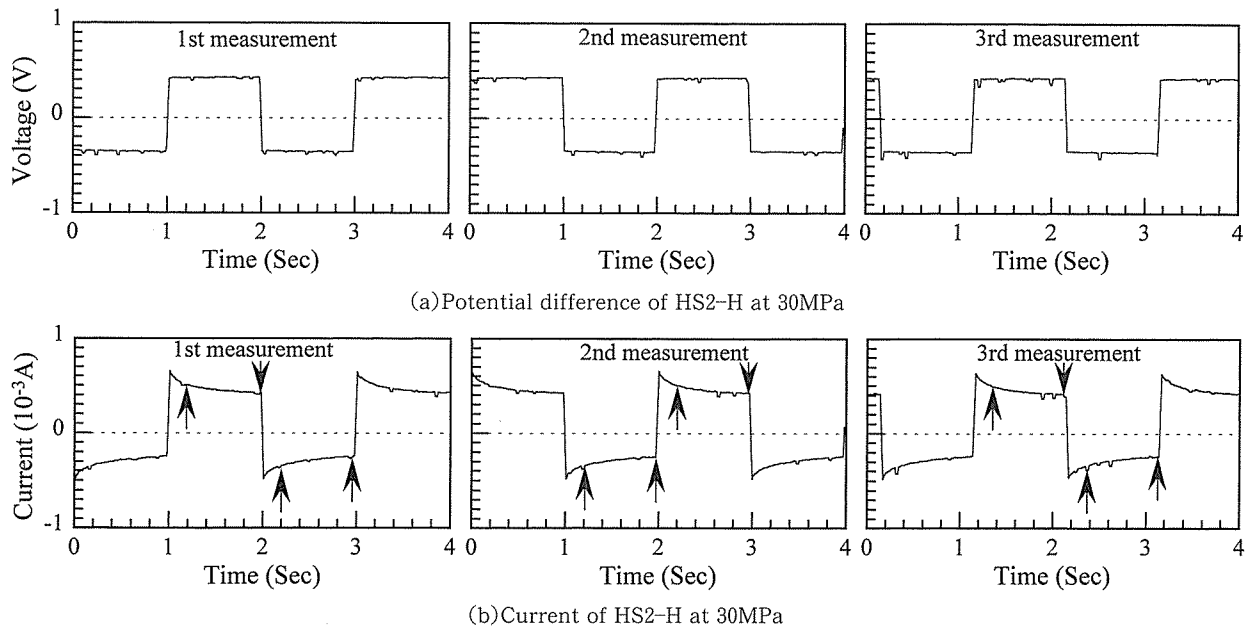 1
0
-1
Voltage (V)
1st measurement
0 1 2 3 4
Time (Sec)
2nd measurement
0 1 2 3 4
Time (Sec)
3rd measurement
0 1 2 3 4
Time (Sec)
(a)Potential difference of HS2-H at 30MPa
1
0
-1
Current (10⁻³A)
1st measurement
0 1 2 3 4
Time (Sec)
2nd measurement
0 1 2 3 4
Time (Sec)
3rd measurement
0 1 2 3 4
Time (Sec)
(b)Current of HS2-H at 30MPa